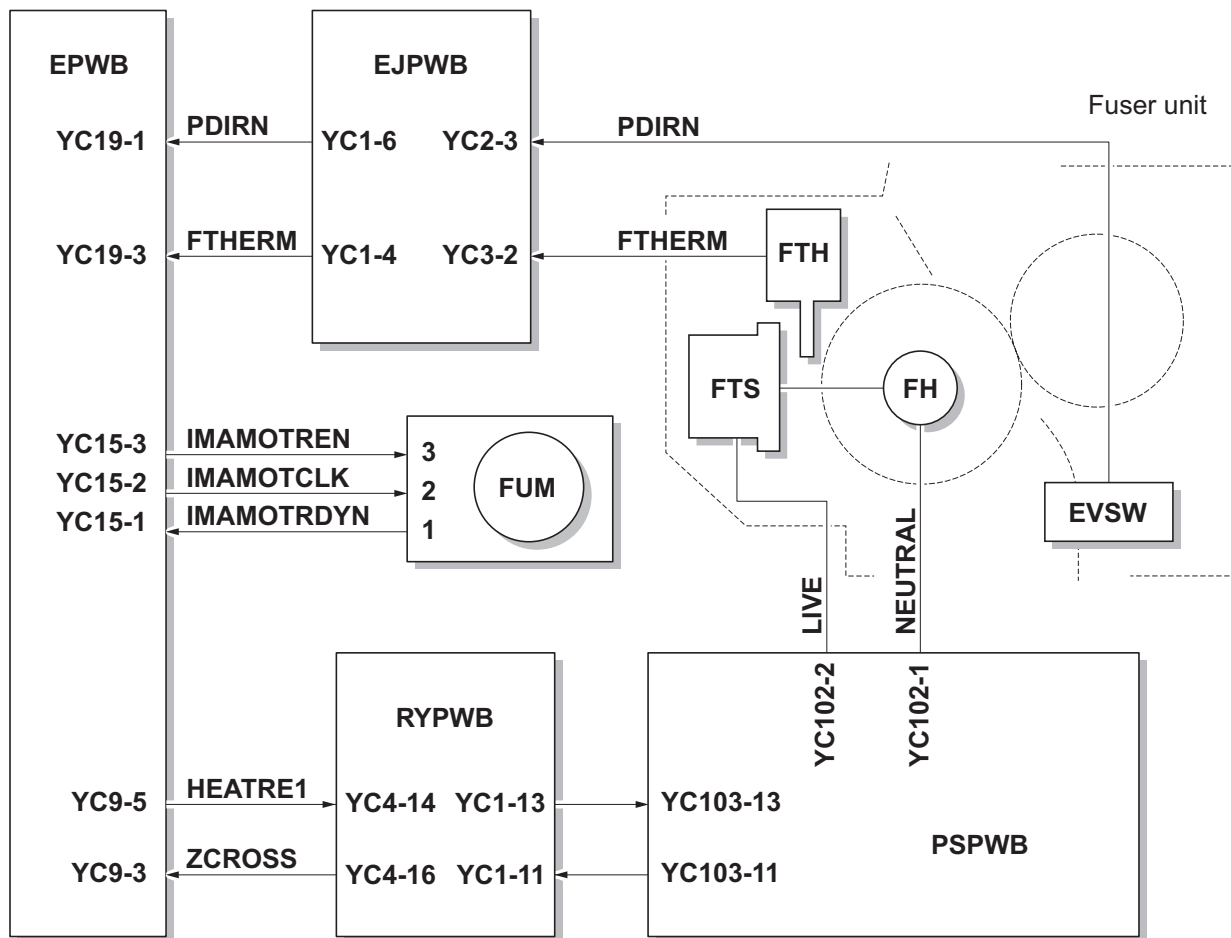 EPWB
EJPWB
Fuser unit
YC19-1
PDIRN
YC1-6
YC2-3
PDIRN
YC19-3
FTHERM
YC1-4
YC3-2
FTHERM
FTH
FTS
FH
EVSW
YC15-3
IMAMOTREN
3
YC15-2
IMAMOTCLK
2
YC15-1
IMAMOTRDYN
1
FUM
LIVE
NEUTRAL
YC102-2
YC102-1
RYPWB
PSPWB
YC9-5
HEATRE1
YC4-14
YC1-13
YC103-13
YC9-3
ZCROSS
YC4-16
YC1-11
YC103-11